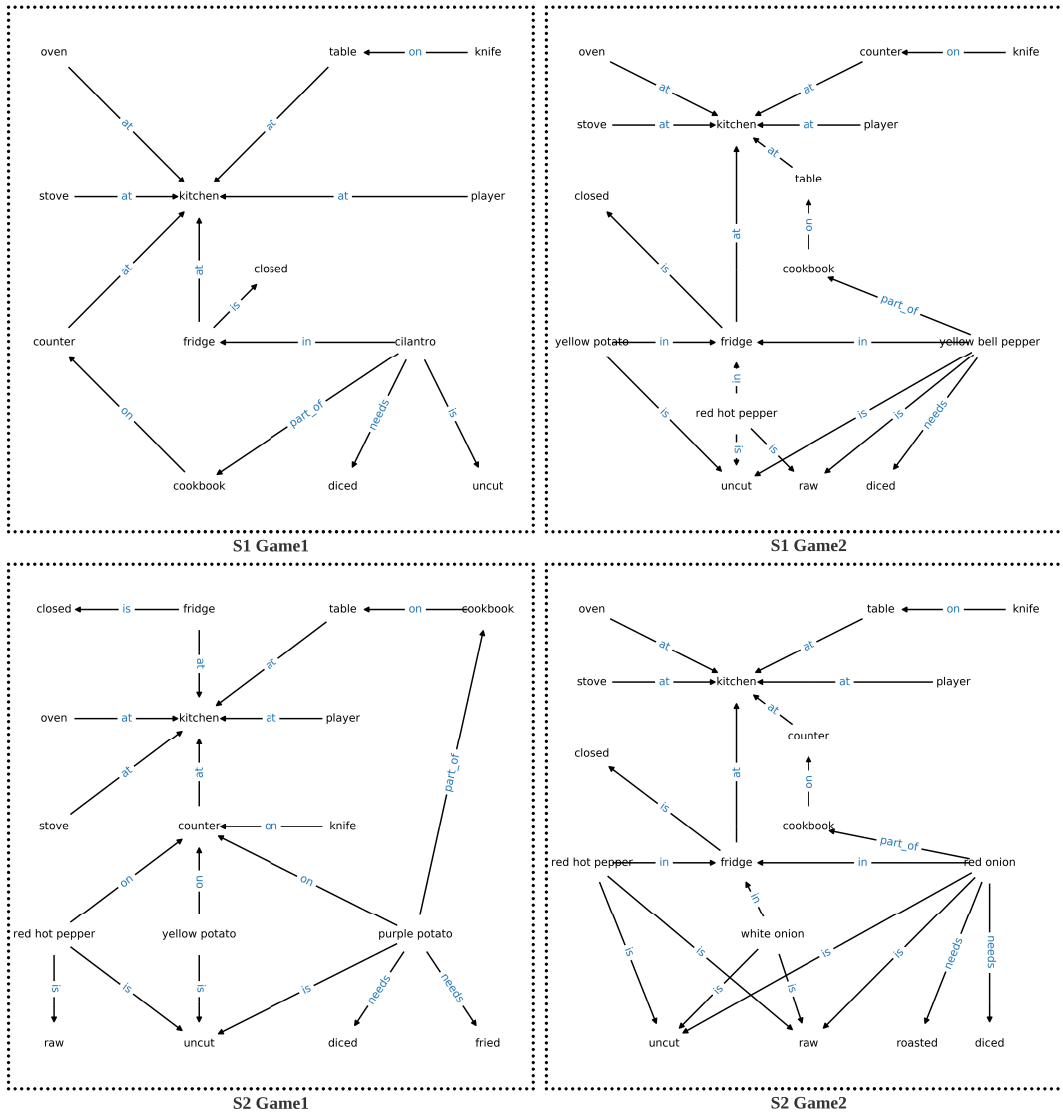 oven table on knife
at at
stove at kitchen at player
at at closed
is
counter fridge in cilantro
on part_of needs is
cookbook diced uncut
S1 Game1
oven counter on knife
at at
stove at kitchen at player
at
table
closed
at on
is cookbook
part_of
yellow potato in fridge in yellow bell pepper
in
red hot pepper
is is is is is needs
uncut raw diced
S1 Game2
closed is fridge table on cookbook
at at
oven at kitchen at player
at at part_of
stove counter on knife
on on on
red hot pepper yellow potato purple potato
is is is is needs needs
raw uncut diced fried
S2 Game1
oven table on knife
at at
stove at kitchen at player
at
counter
closed
at on
is cookbook
part_of
red hot pepper in fridge in red onion
in
white onion
is is is is is is needs needs
uncut raw roasted diced
S2 Game2